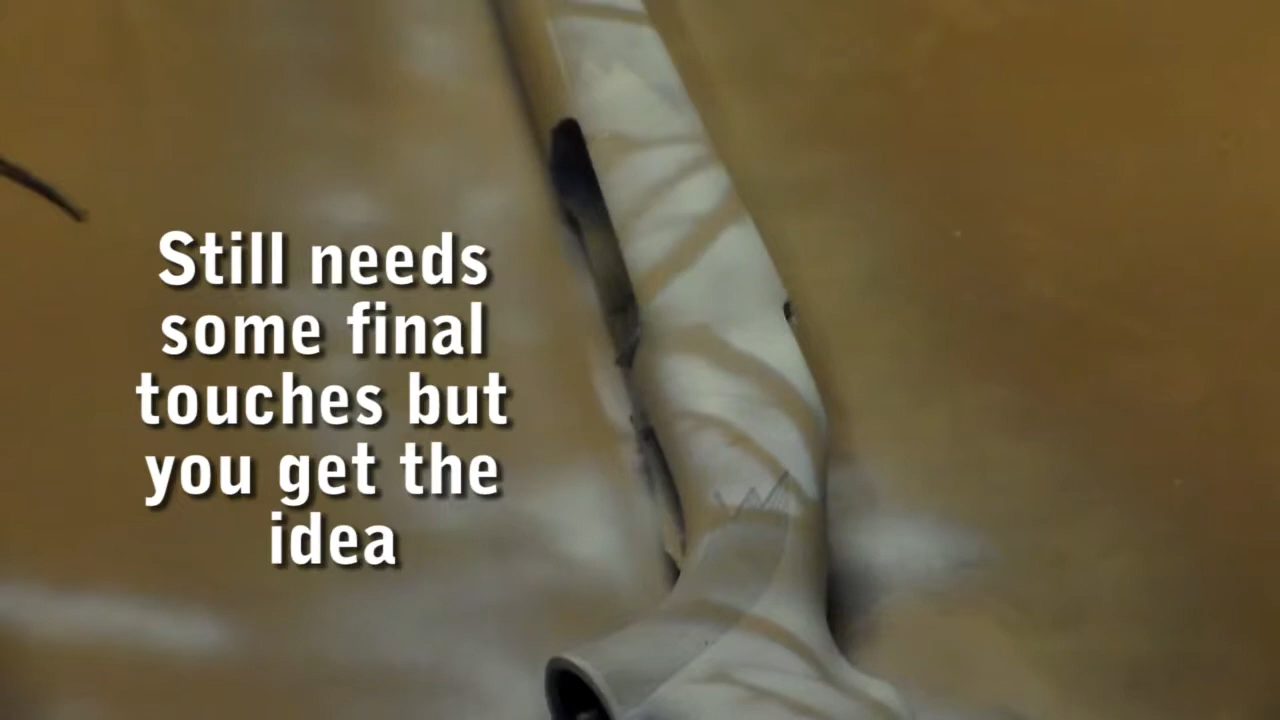 Still needs
some final
touches but
you get the
idea